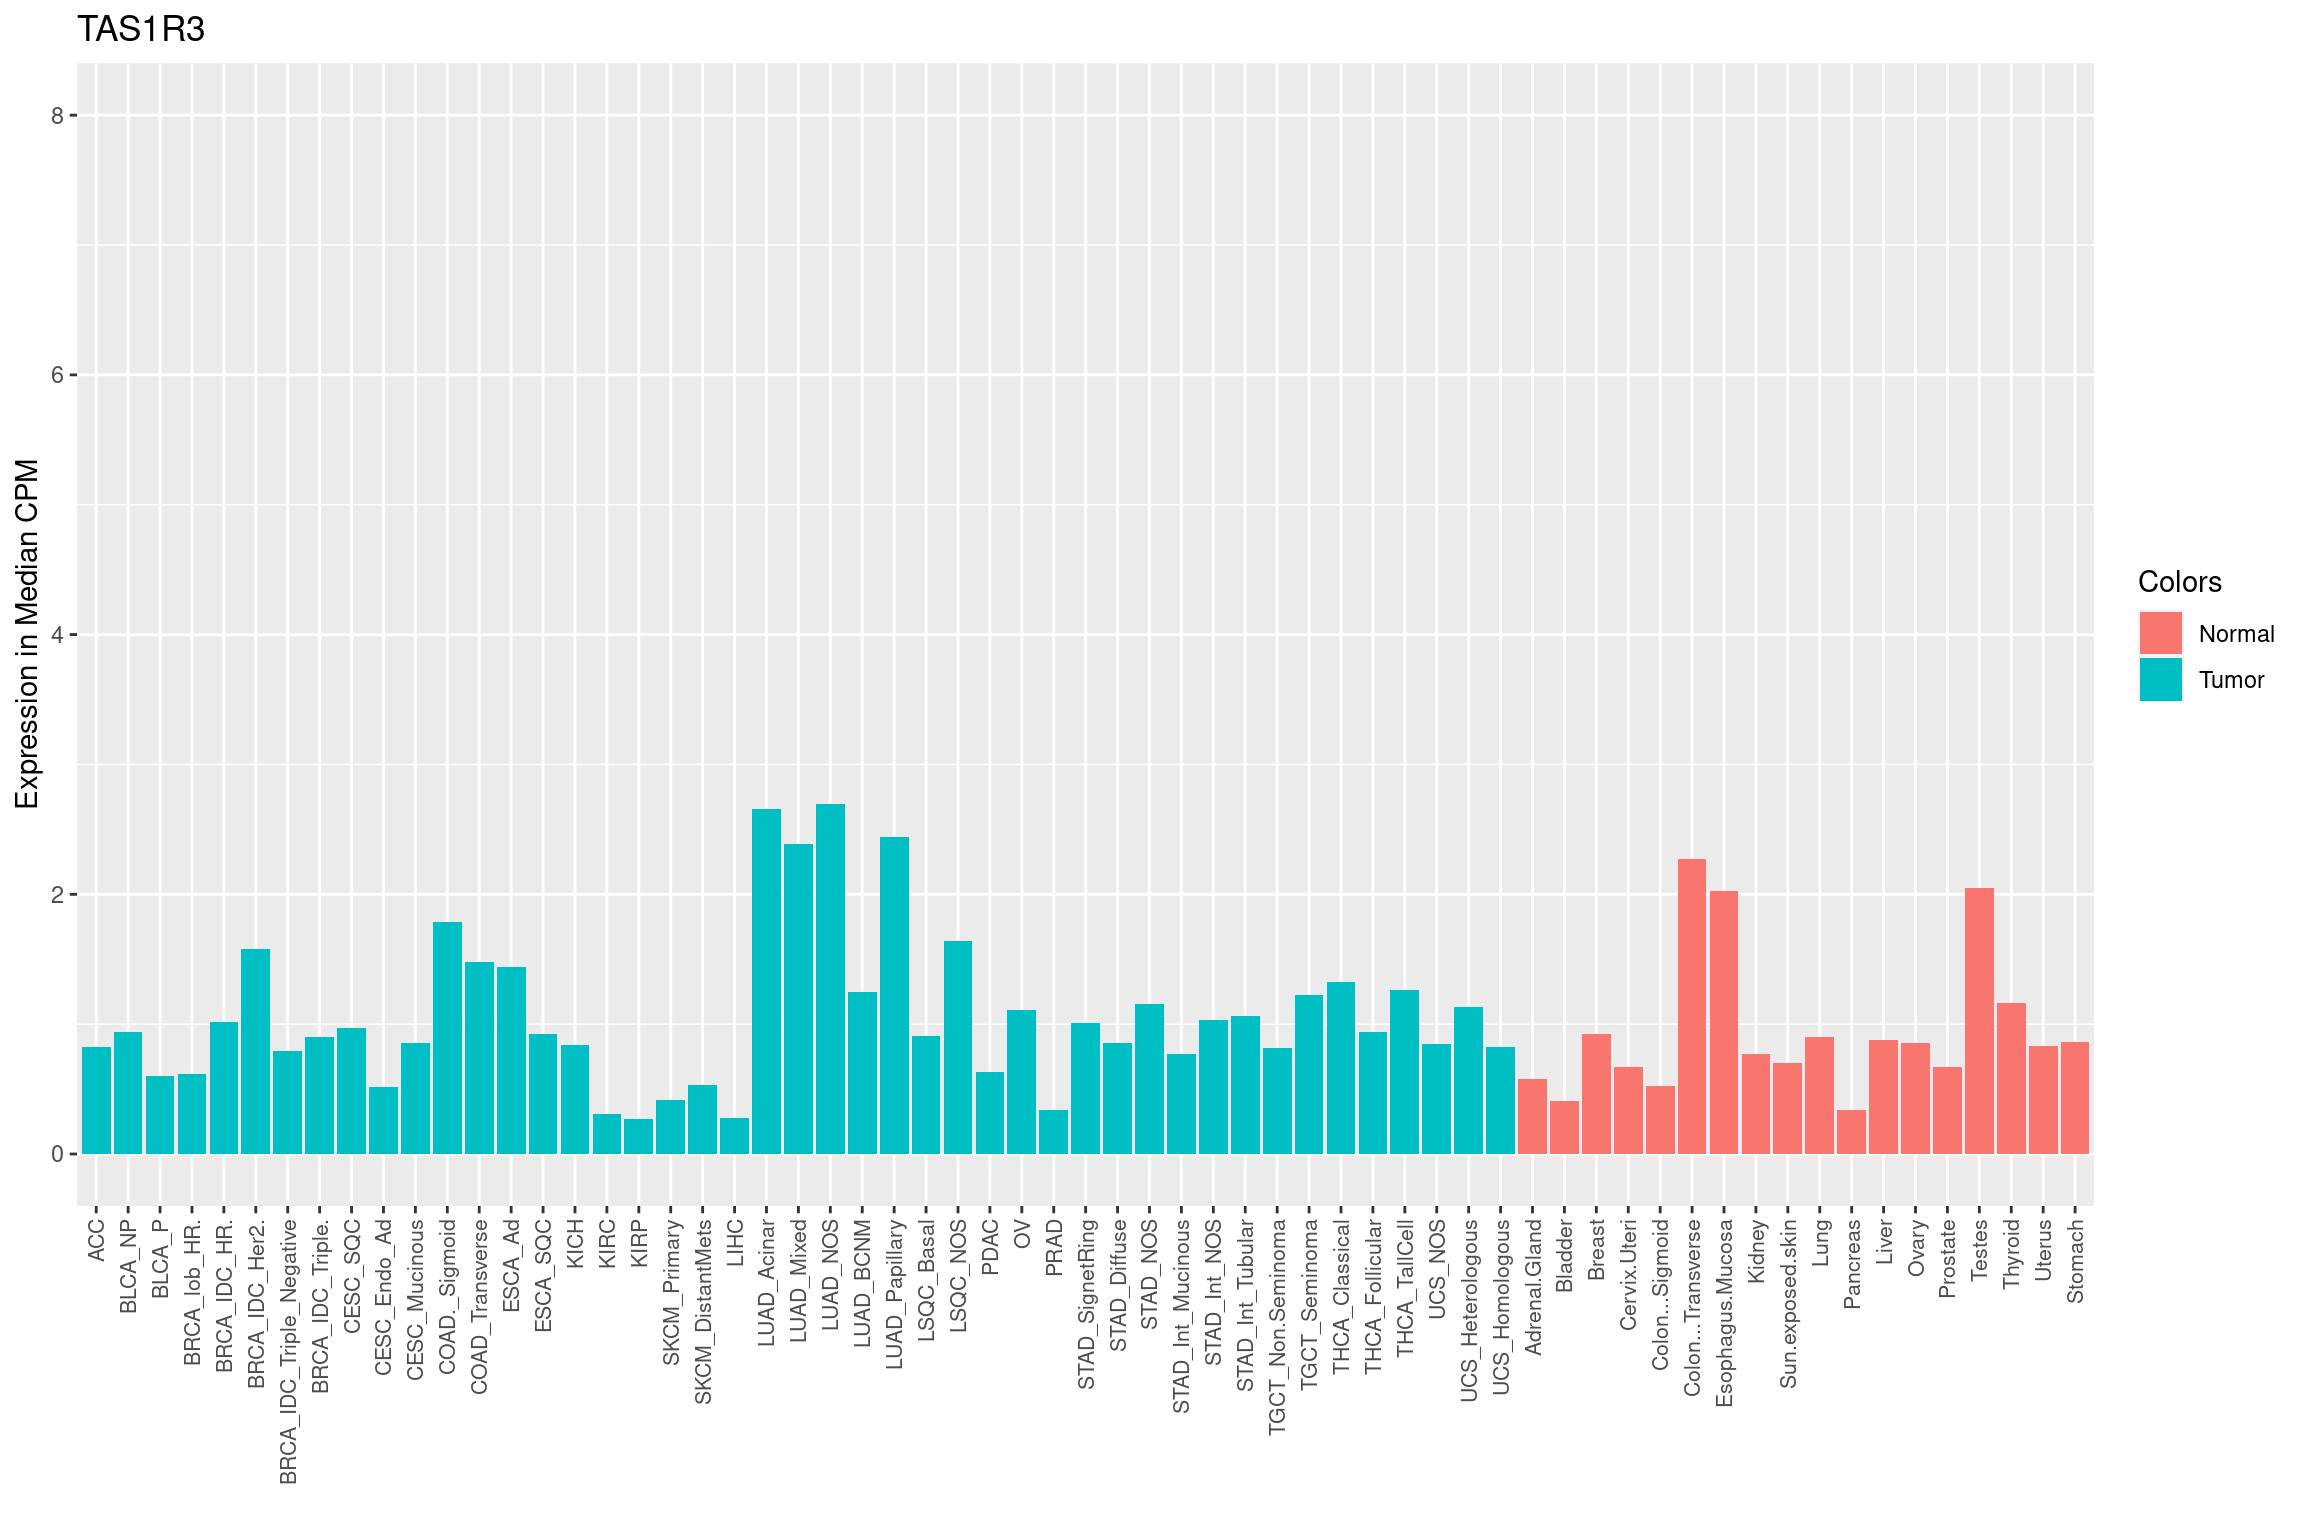 TAS1R3
Expression in Median CPM
8
6
4
2
0
ACC
BLCA_NP
BLCA_P
BRCA_lob_HR.
BRCA_IDC_HR.
BRCA_IDC_Her2.
BRCA_IDC_Triple_Negative
BRCA_IDC_Triple.
CESC_SQC
CESC_Endo_Ad
CESC_Mucinous
COAD._Sigmoid
COAD_Transverse
ESCA_Ad
ESCA_SQC
KICH
KIRC
KIRP
SKCM_Primary
SKCM_DistantMets
LIHC
LUAD_Acinar
LUAD_Mixed
LUAD_NOS
LUAD_BCNM
LUAD_Papillary
LSQC_Basal
LSQC_NOS
PDAC
OV
PRAD
STAD_SignetRing
STAD_Diffuse
STAD_NOS
STAD_Int_Mucinous
STAD_Int_NOS
STAD_Int_Tubular
TGCT_Non.Seminoma
TGCT_Seminoma
THCA_Classical
THCA_Follicular
THCA_TallCell
UCS_NOS
UCS_Heterologous
UCS_Homologous
Adrenal.Gland
Bladder
Breast
Cervix.Uteri
Colon...Sigmoid
Colon...Transverse
Esophagus.Mucosa
Kidney
Sun.exposed.skin
Lung
Pancreas
Liver
Ovary
Prostate
Testes
Thyroid
Uterus
Stomach
Colors
Normal
Tumor